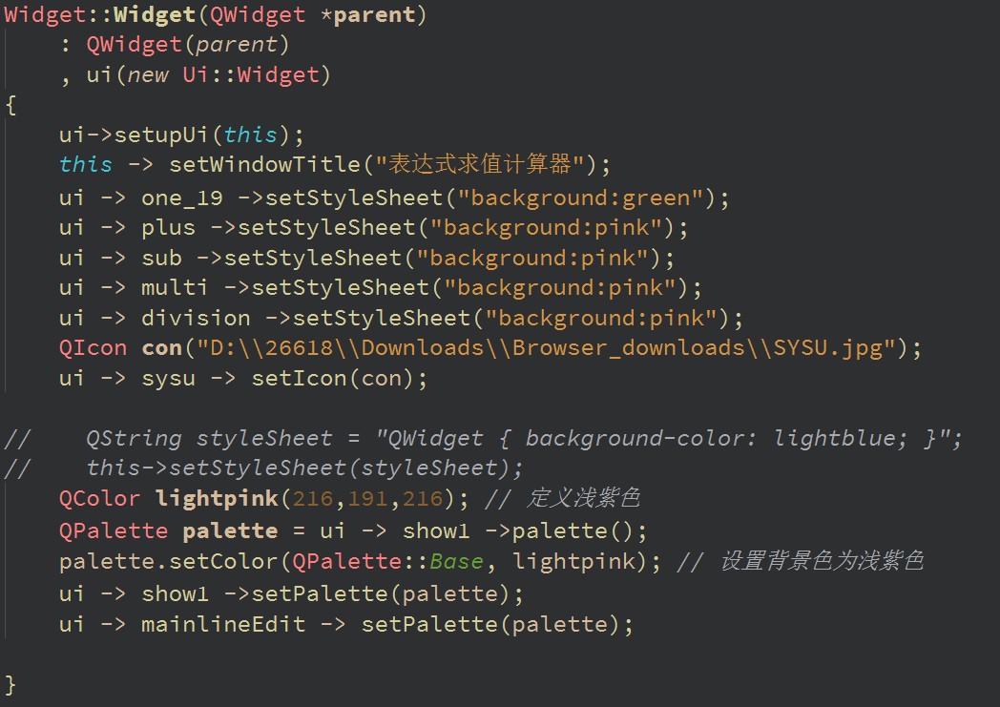 Widget::Widget(QWidget *parent)
    : QWidget(parent)
    , ui(new Ui::Widget)
{
    ui->setupUi(this);
    this -> setWindowTitle("表达式求值计算器");
    ui -> one_19 ->setStyleSheet("background:green");
    ui -> plus ->setStyleSheet("background:pink");
    ui -> sub ->setStyleSheet("background:pink");
    ui -> multi ->setStyleSheet("background:pink");
    ui -> division ->setStyleSheet("background:pink");
    QIcon con("D:\\26618\\Downloads\\Browser_downloads\\SYSU.jpg");
    ui -> sysu -> setIcon(con);

//    QString styleSheet = "QWidget { background-color: lightblue; }";
//    this->setStyleSheet(styleSheet);
    QColor lightpink(216,191,216); // 定义浅紫色
    QPalette palette = ui -> show1 ->palette();
    palette.setColor(QPalette::Base, lightpink); // 设置背景色为浅紫色
    ui -> show1 ->setPalette(palette);
    ui -> mainlineEdit -> setPalette(palette);

}